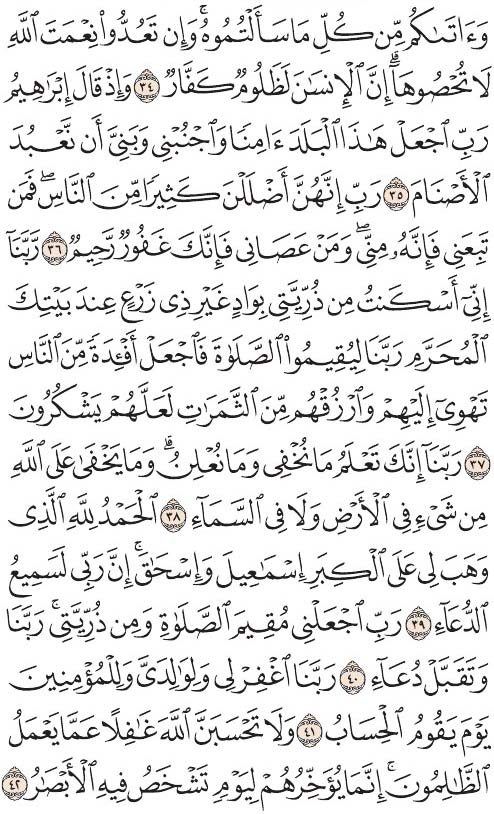 وَءَاتَىٰكُم مِّن كُلِّ مَا سَأَلْتُمُوهُ ۚ وَإِن تَعُدُّوا۟ نِعْمَتَ ٱللَّهِ
لَا تُحْصُوهَآ ۗ إِنَّ ٱلْإِنسَـٰنَ لَظَلُومٌ كَفَّارٌ ٣٤ وَإِذْ قَالَ إِبْرَٰهِيمُ
رَبِّ ٱجْعَلْ هَـٰذَا ٱلْبَلَدَ ءَامِنًا وَٱجْنُبْنِى وَبَنِىَّ أَن نَّعْبُدَ
ٱلْأَصْنَامَ ٣٥ رَبِّ إِنَّهُنَّ أَضْلَلْنَ كَثِيرًا مِّنَ ٱلنَّاسِ ۖ فَمَن
تَبِعَنِى فَإِنَّهُۥ مِنِّى ۖ وَمَنْ عَصَانِى فَإِنَّكَ غَفُورٌ رَّحِيمٌ ٣٦ رَّبَّنَآ
إِنِّىٓ أَسْكَنتُ مِن ذُرِّيَّتِى بِوَادٍ غَيْرِ ذِى زَرْعٍ عِندَ بَيْتِكَ
ٱلْمُحَرَّمِ رَبَّنَا لِيُقِيمُوا۟ ٱلصَّلَوٰةَ فَٱجْعَلْ أَفْـِٔدَةً مِّنَ ٱلنَّاسِ
تَهْوِىٓ إِلَيْهِمْ وَٱرْزُقْهُم مِّنَ ٱلثَّمَرَٰتِ لَعَلَّهُمْ يَشْكُرُونَ
٣٧ رَبَّنَآ إِنَّكَ تَعْلَمُ مَا نُخْفِى وَمَا نُعْلِنُ ۗ وَمَا يَخْفَىٰ عَلَى ٱللَّهِ
مِن شَىْءٍ فِى ٱلْأَرْضِ وَلَا فِى ٱلسَّمَآءِ ٣٨ ٱلْحَمْدُ لِلَّهِ ٱلَّذِى
وَهَبَ لِى عَلَى ٱلْكِبَرِ إِسْمَـٰعِيلَ وَإِسْحَـٰقَ ۚ إِنَّ رَبِّى لَسَمِيعُ
ٱلدُّعَآءِ ٣٩ رَبِّ ٱجْعَلْنِى مُقِيمَ ٱلصَّلَوٰةِ وَمِن ذُرِّيَّتِى ۚ رَبَّنَا
وَتَقَبَّلْ دُعَآءِ ٤٠ رَبَّنَا ٱغْفِرْ لِى وَلِوَٰلِدَىَّ وَلِلْمُؤْمِنِينَ
يَوْمَ يَقُومُ ٱلْحِسَابُ ٤١ وَلَا تَحْسَبَنَّ ٱللَّهَ غَـٰفِلًا عَمَّا يَعْمَلُ
ٱلظَّـٰلِمُونَ ۚ إِنَّمَا يُؤَخِّرُهُمْ لِيَوْمٍ تَشْخَصُ فِيهِ ٱلْأَبْصَـٰرُ ٤٢